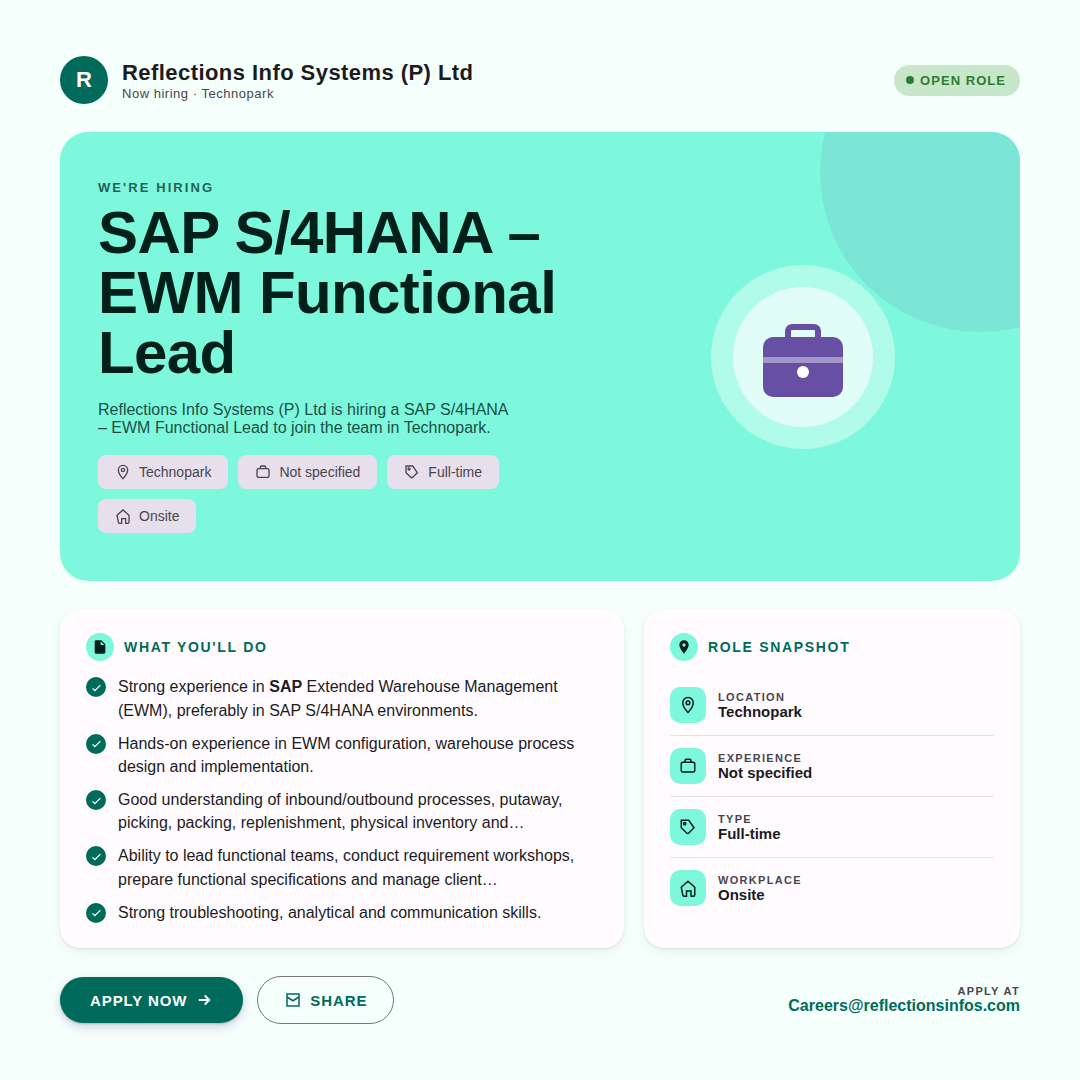 R
Reflections Info Systems (P) Ltd
Now hiring · Technopark
OPEN ROLE
WE'RE HIRING
SAP S/4HANA –
EWM Functional
Lead
Reflections Info Systems (P) Ltd is hiring a SAP S/4HANA
– EWM Functional Lead to join the team in Technopark.
Technopark
Not specified
Full-time
Onsite
WHAT YOU'LL DO
Strong experience in SAP Extended Warehouse Management
(EWM), preferably in SAP S/4HANA environments.
Hands-on experience in EWM configuration, warehouse process
design and implementation.
Good understanding of inbound/outbound processes, putaway,
picking, packing, replenishment, physical inventory and…
Ability to lead functional teams, conduct requirement workshops,
prepare functional specifications and manage client…
Strong troubleshooting, analytical and communication skills.
ROLE SNAPSHOT
LOCATION
Technopark
EXPERIENCE
Not specified
TYPE
Full-time
WORKPLACE
Onsite
APPLY NOW
SHARE
APPLY AT
Careers@reflectionsinfos.com